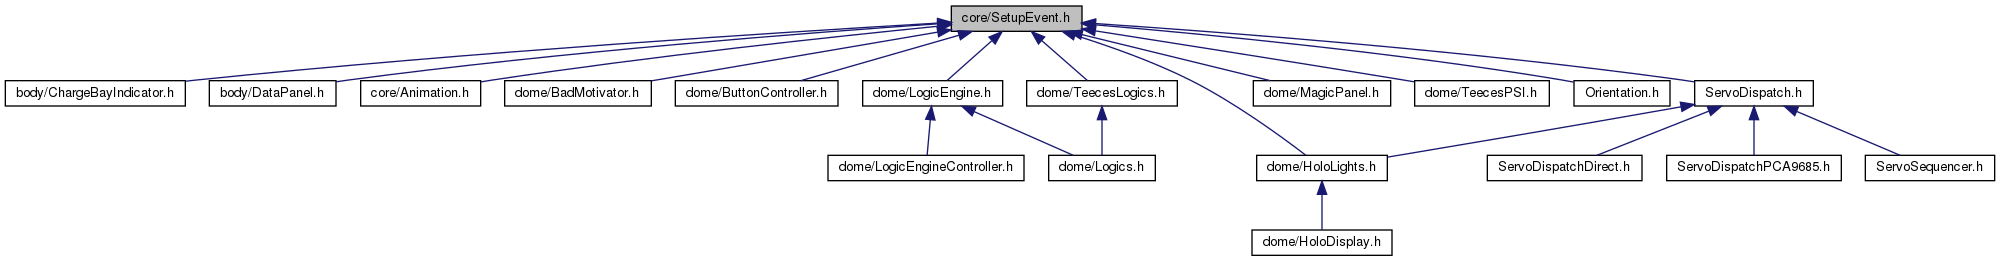 core/SetupEvent.h
body/ChargeBayIndicator.h
body/DataPanel.h
core/Animation.h
dome/BadMotivator.h
dome/ButtonController.h
dome/LogicEngine.h
dome/TeecesLogics.h
dome/MagicPanel.h
dome/TeecesPSI.h
Orientation.h
ServoDispatch.h
dome/LogicEngineController.h
dome/Logics.h
dome/HoloLights.h
ServoDispatchDirect.h
ServoDispatchPCA9685.h
ServoSequencer.h
dome/HoloDisplay.h